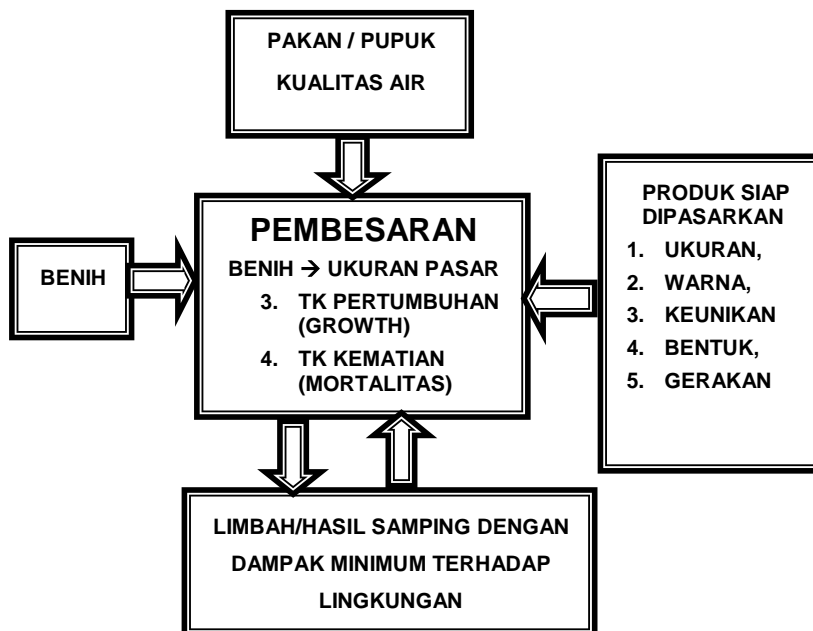 PAKAN / PUPUK
KUALITAS AIR
BENIH
PEMBESARAN
BENIH → UKURAN PASAR
3. TK PERTUMBUHAN
(GROWTH)
4. TK KEMATIAN
(MORTALITAS)
PRODUK SIAP
DIPASARKAN
1. UKURAN,
2. WARNA,
3. KEUNIKAN
4. BENTUK,
5. GERAKAN
LIMBAH/HASIL SAMPING DENGAN
DAMPAK MINIMUM TERHADAP
LINGKUNGAN